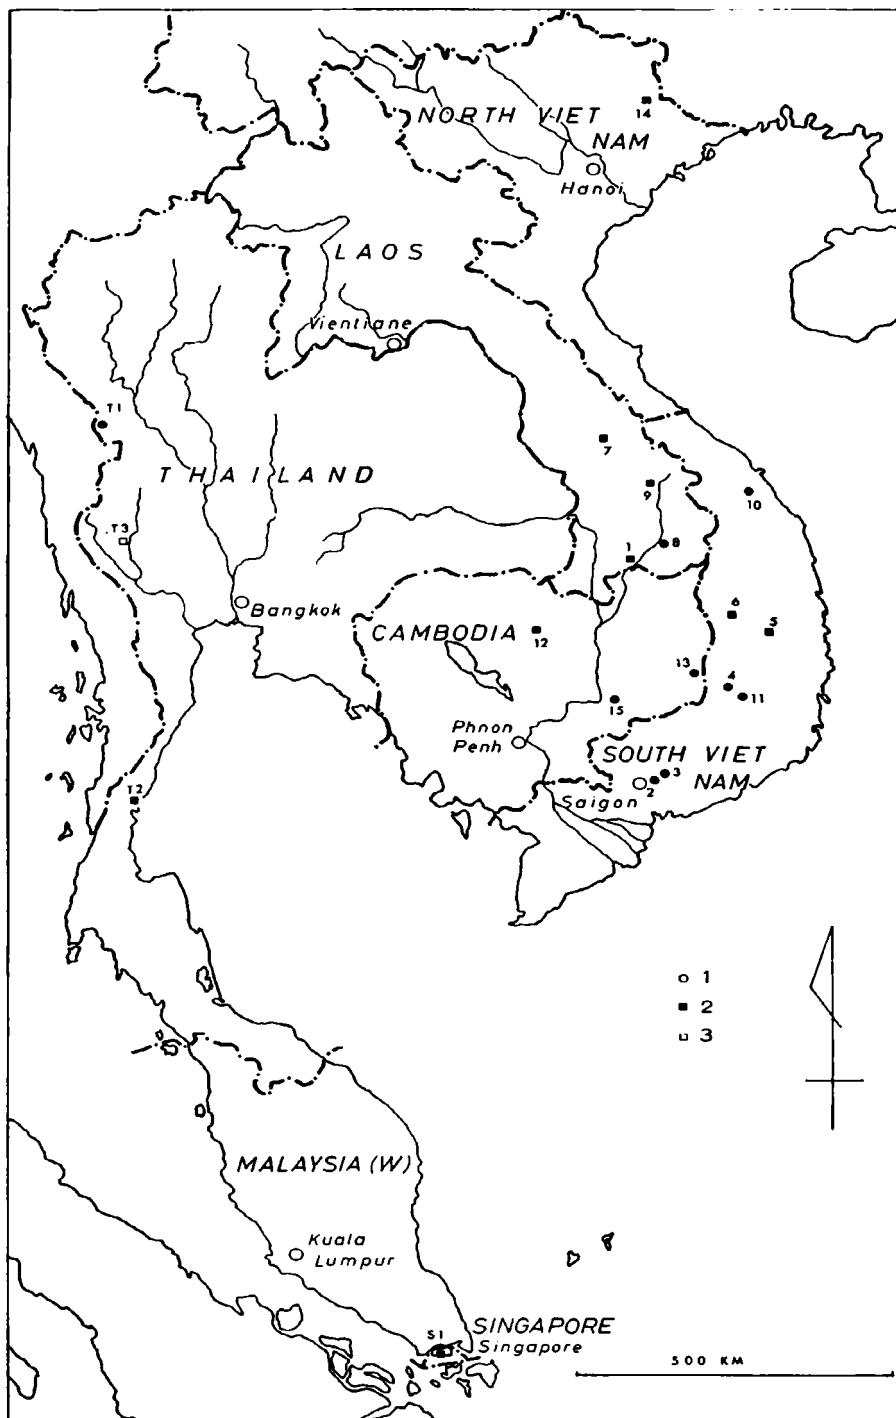 NORTH VIET
NAM
14
Hanoi
LAOS
Vientiane
T1
THAILAND
7
9
10
T3
1
8
Bangkok
6
5
CAMBODIA
12
13
4
11
15
Phnon
Penh
SOUTH VIET
NAM
3
2
Saigon
T2
1
2
3
MALAYSIA (W)
Kuala
Lumpur
S1
SINGAPORE
Singapore
500 KM